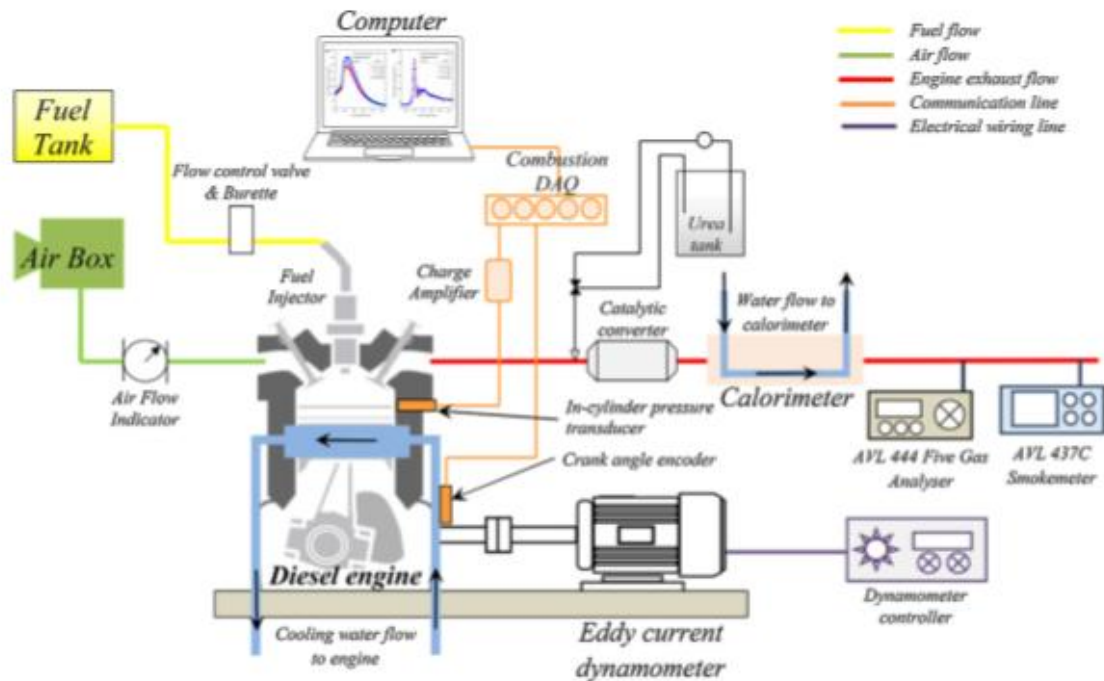 Computer
Fuel flow
Air flow
Engine exhaust flow
Communication line
Electrical wiring line
Fuel
Tank
Flow control valve
& Burette
Combustion
DAQ
Urea
tank
Air Box
Fuel
Injector
Charge
Amplifier
Catalytic
converter
Water flow to
calorimeter
Air Flow
Indicator
Calorimeter
In-cylinder pressure
transducer
AVL 444 Five Gas
Analyser
AVL 437C
Smokemeter
Crank angle encoder
Diesel engine
Cooling water flow
to engine
Eddy current
dynamometer
Dynamometer
controller